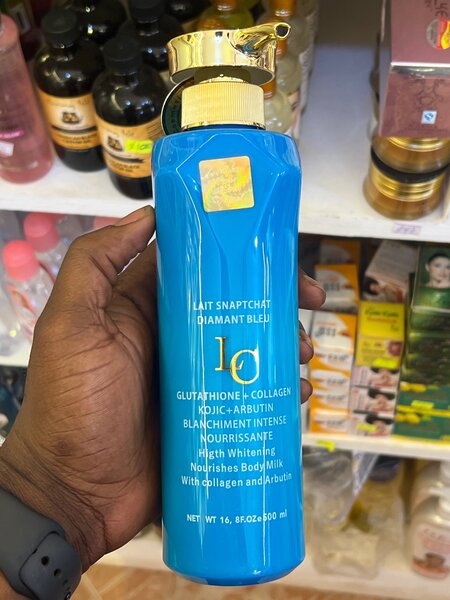 LAIT SNAPTCHAT
DIAMANT BLEU
LC
GLUTATHIONE + COLLAGEN
KOJIC+ARBUTIN
BLANCHIMENT INTENSE
NOURRISSANTE
Higth Whitening
Nourishes Body Milk
With collagen and Arbutin
NET WT 16, 8F.OZe500 ml